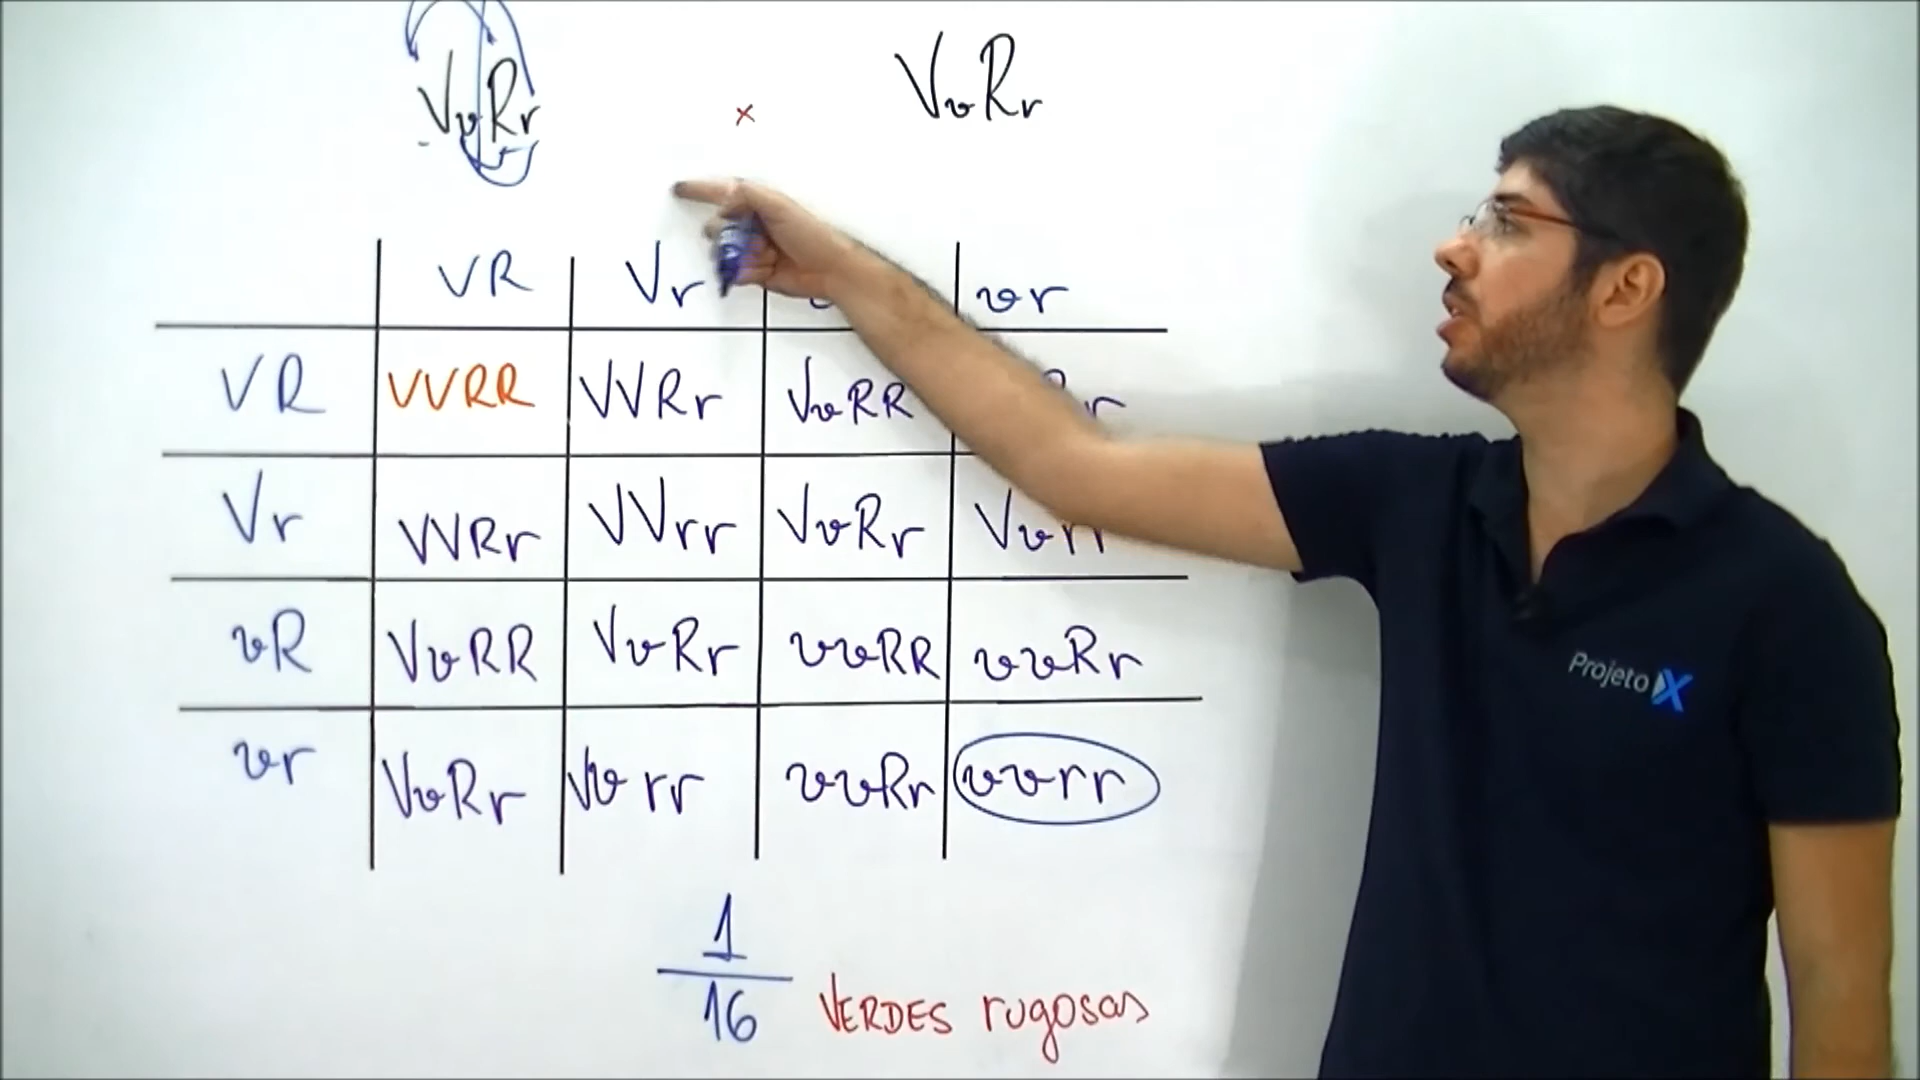 VvRr × VvRr
VR Vr vr
VR VVRR VVRr VvRR
Vr VVRr VVrr VvRr Vvrr
vR VvRR VvRr vvRR vvRr
vr VvRr Vvrr vvRr vvrr
1
16 VERDES rugosas
Projeto X